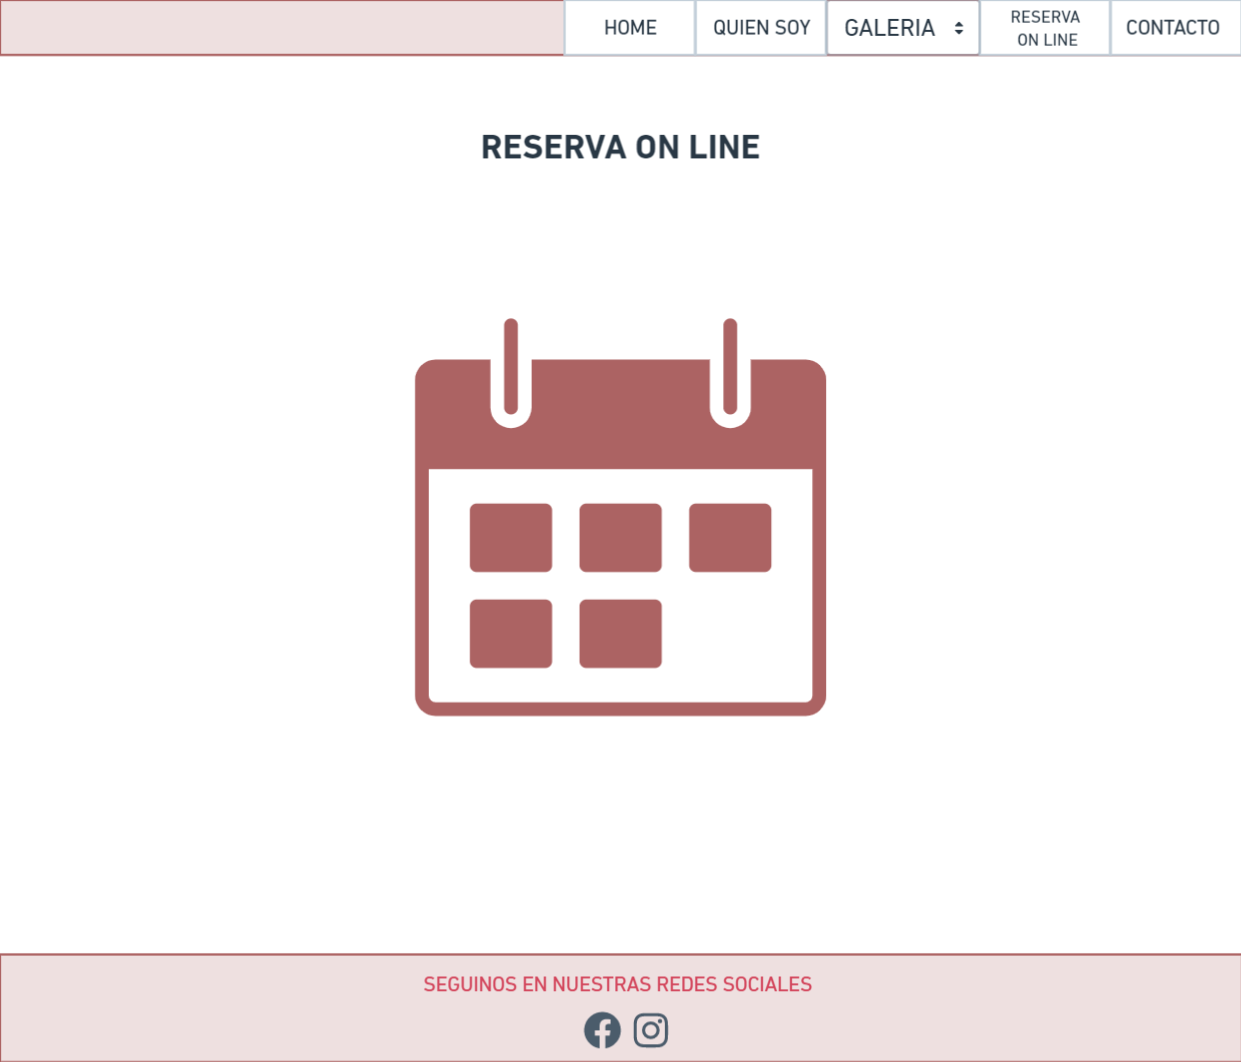 HOME
QUIEN SOY
GALERIA
RESERVA
ON LINE
CONTACTO
RESERVA ON LINE
SEGUINOS EN NUESTRAS REDES SOCIALES